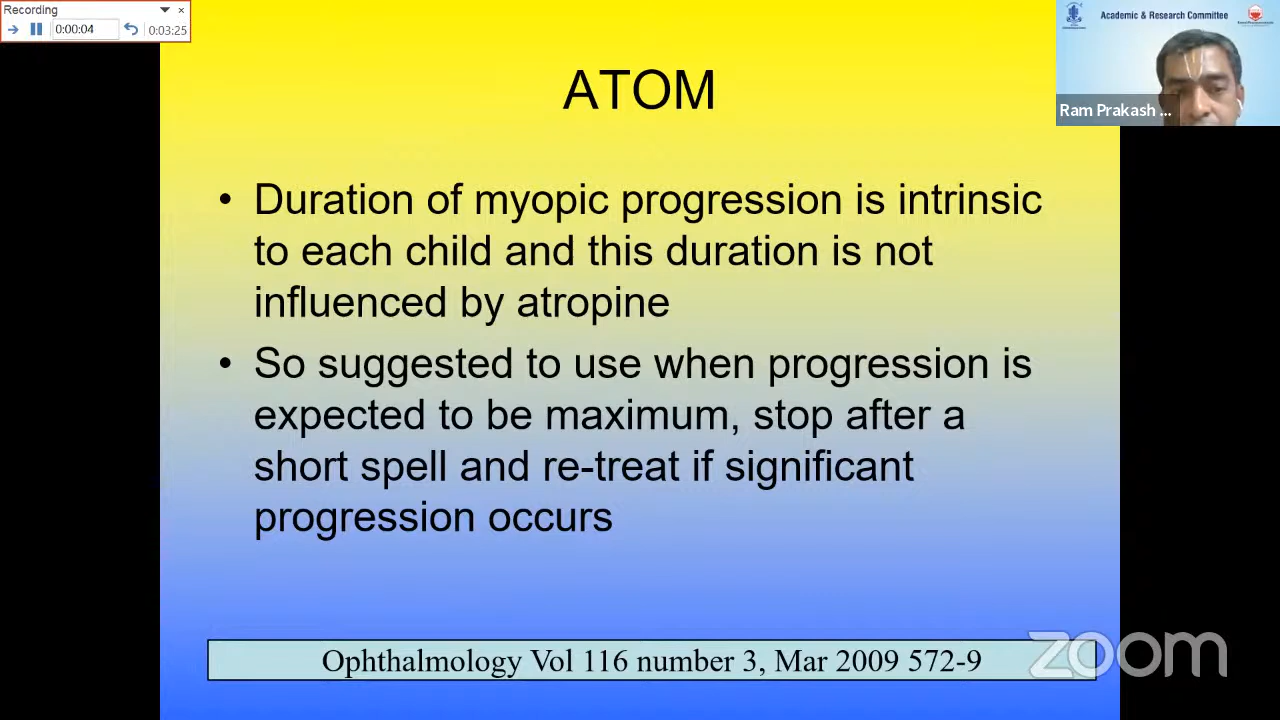 Recording
0:00:04
0:03:25
Academic & Research Committee
Ram Prakash ...
ATOM
• Duration of myopic progression is intrinsic
to each child and this duration is not
influenced by atropine
• So suggested to use when progression is
expected to be maximum, stop after a
short spell and re-treat if significant
progression occurs
Ophthalmology Vol 116 number 3, Mar 2009 572-9
zoom